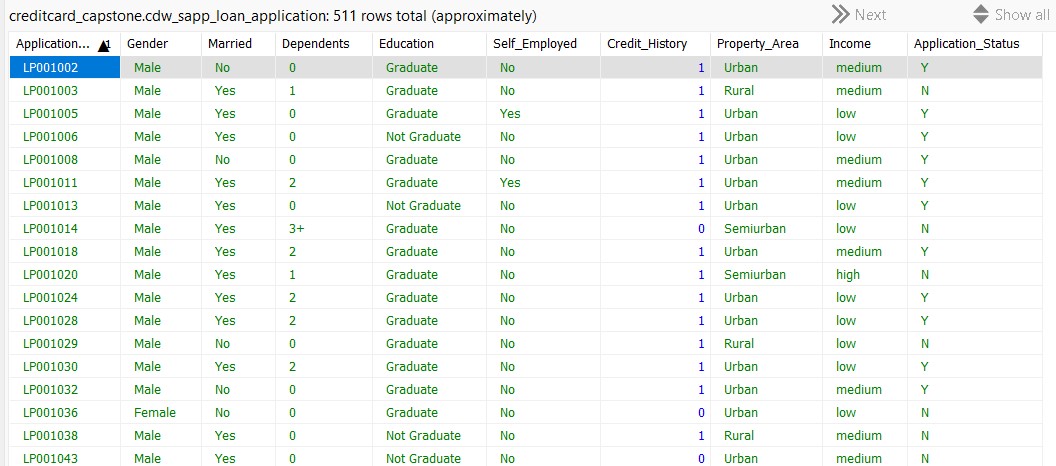 creditcard_capstone.cdw_sapp_loan_application: 511 rows total (approximately) Next Show all
Application... 1 Gender Married Dependents Education Self_Employed Credit_History Property_Area Income Application_Status
LP001002 Male No 0 Graduate No 1 Urban medium Y
LP001003 Male Yes 1 Graduate No 1 Rural medium N
LP001005 Male Yes 0 Graduate Yes 1 Urban low Y
LP001006 Male Yes 0 Not Graduate No 1 Urban low Y
LP001008 Male No 0 Graduate No 1 Urban medium Y
LP001011 Male Yes 2 Graduate Yes 1 Urban medium Y
LP001013 Male Yes 0 Not Graduate No 1 Urban low Y
LP001014 Male Yes 3+ Graduate No 0 Semiurban low N
LP001018 Male Yes 2 Graduate No 1 Urban medium Y
LP001020 Male Yes 1 Graduate No 1 Semiurban high N
LP001024 Male Yes 2 Graduate No 1 Urban low Y
LP001028 Male Yes 2 Graduate No 1 Urban low Y
LP001029 Male No 0 Graduate No 1 Rural low N
LP001030 Male Yes 2 Graduate No 1 Urban low Y
LP001032 Male No 0 Graduate No 1 Urban medium Y
LP001036 Female No 0 Graduate No 0 Urban low N
LP001038 Male Yes 0 Not Graduate No 1 Rural medium N
LP001043 Male Yes 0 Not Graduate No 0 Urban medium N